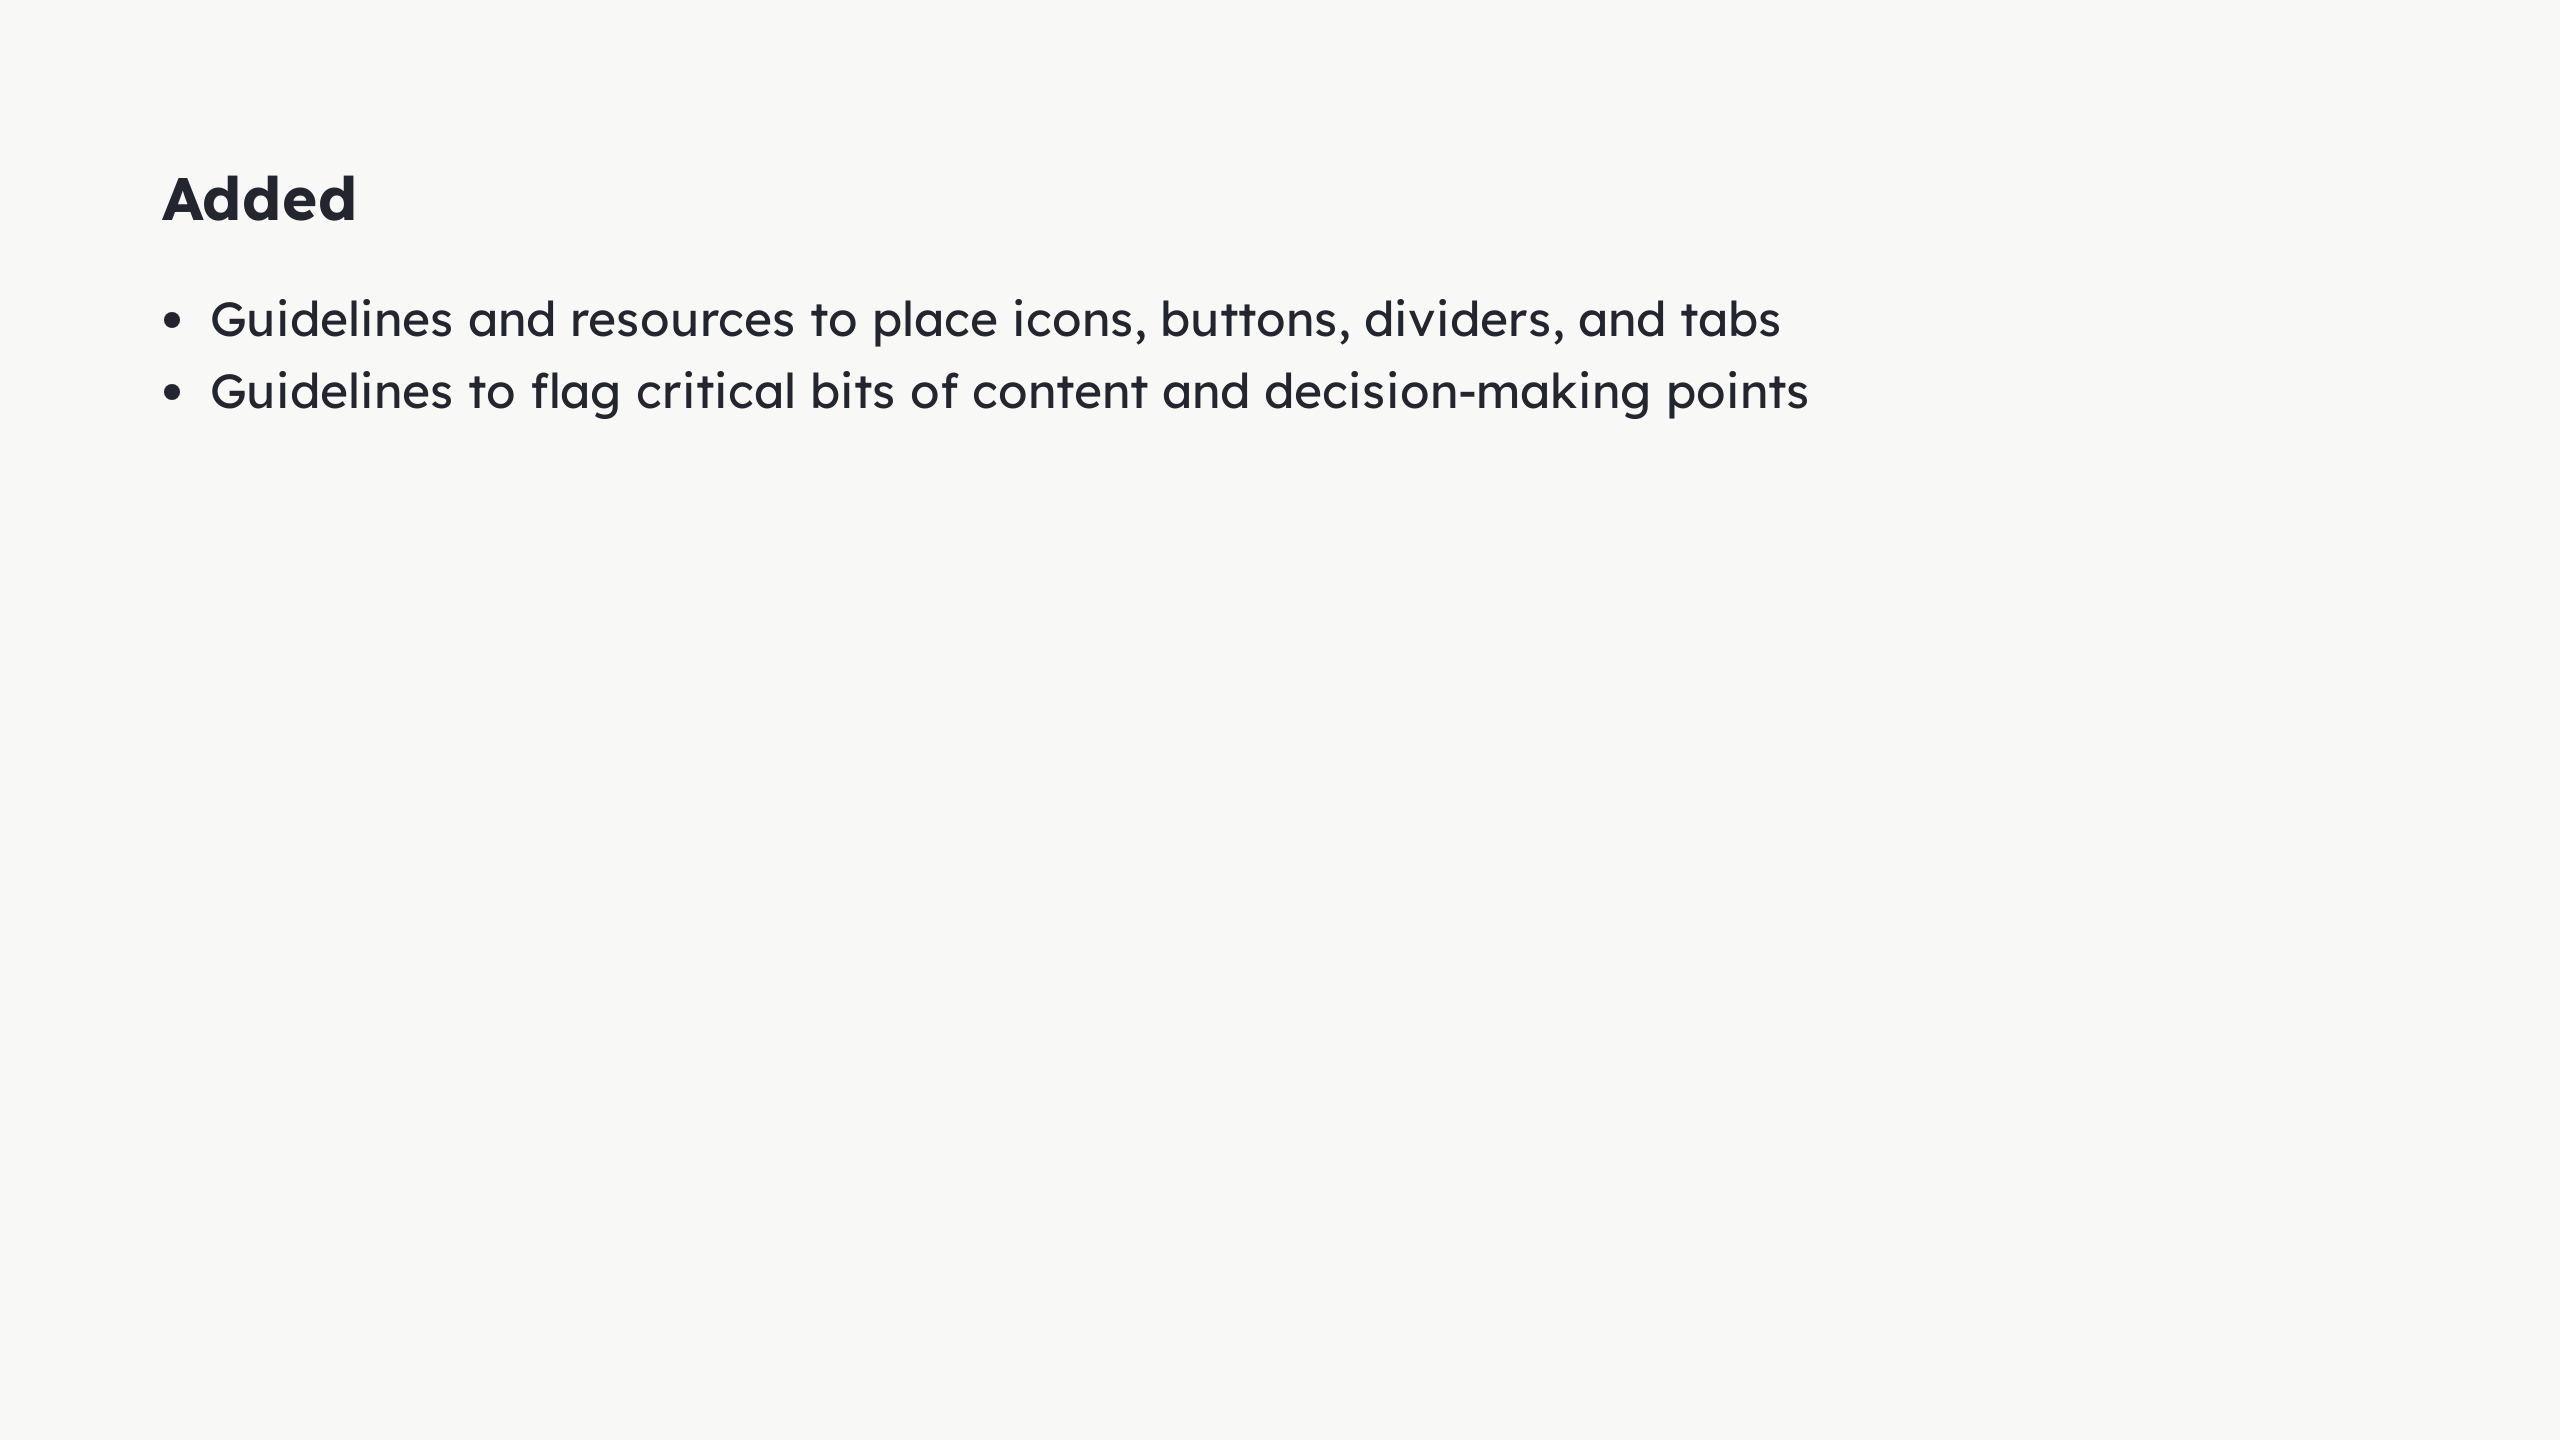 Added
• Guidelines and resources to place icons, buttons, dividers, and tabs
• Guidelines to flag critical bits of content and decision-making points